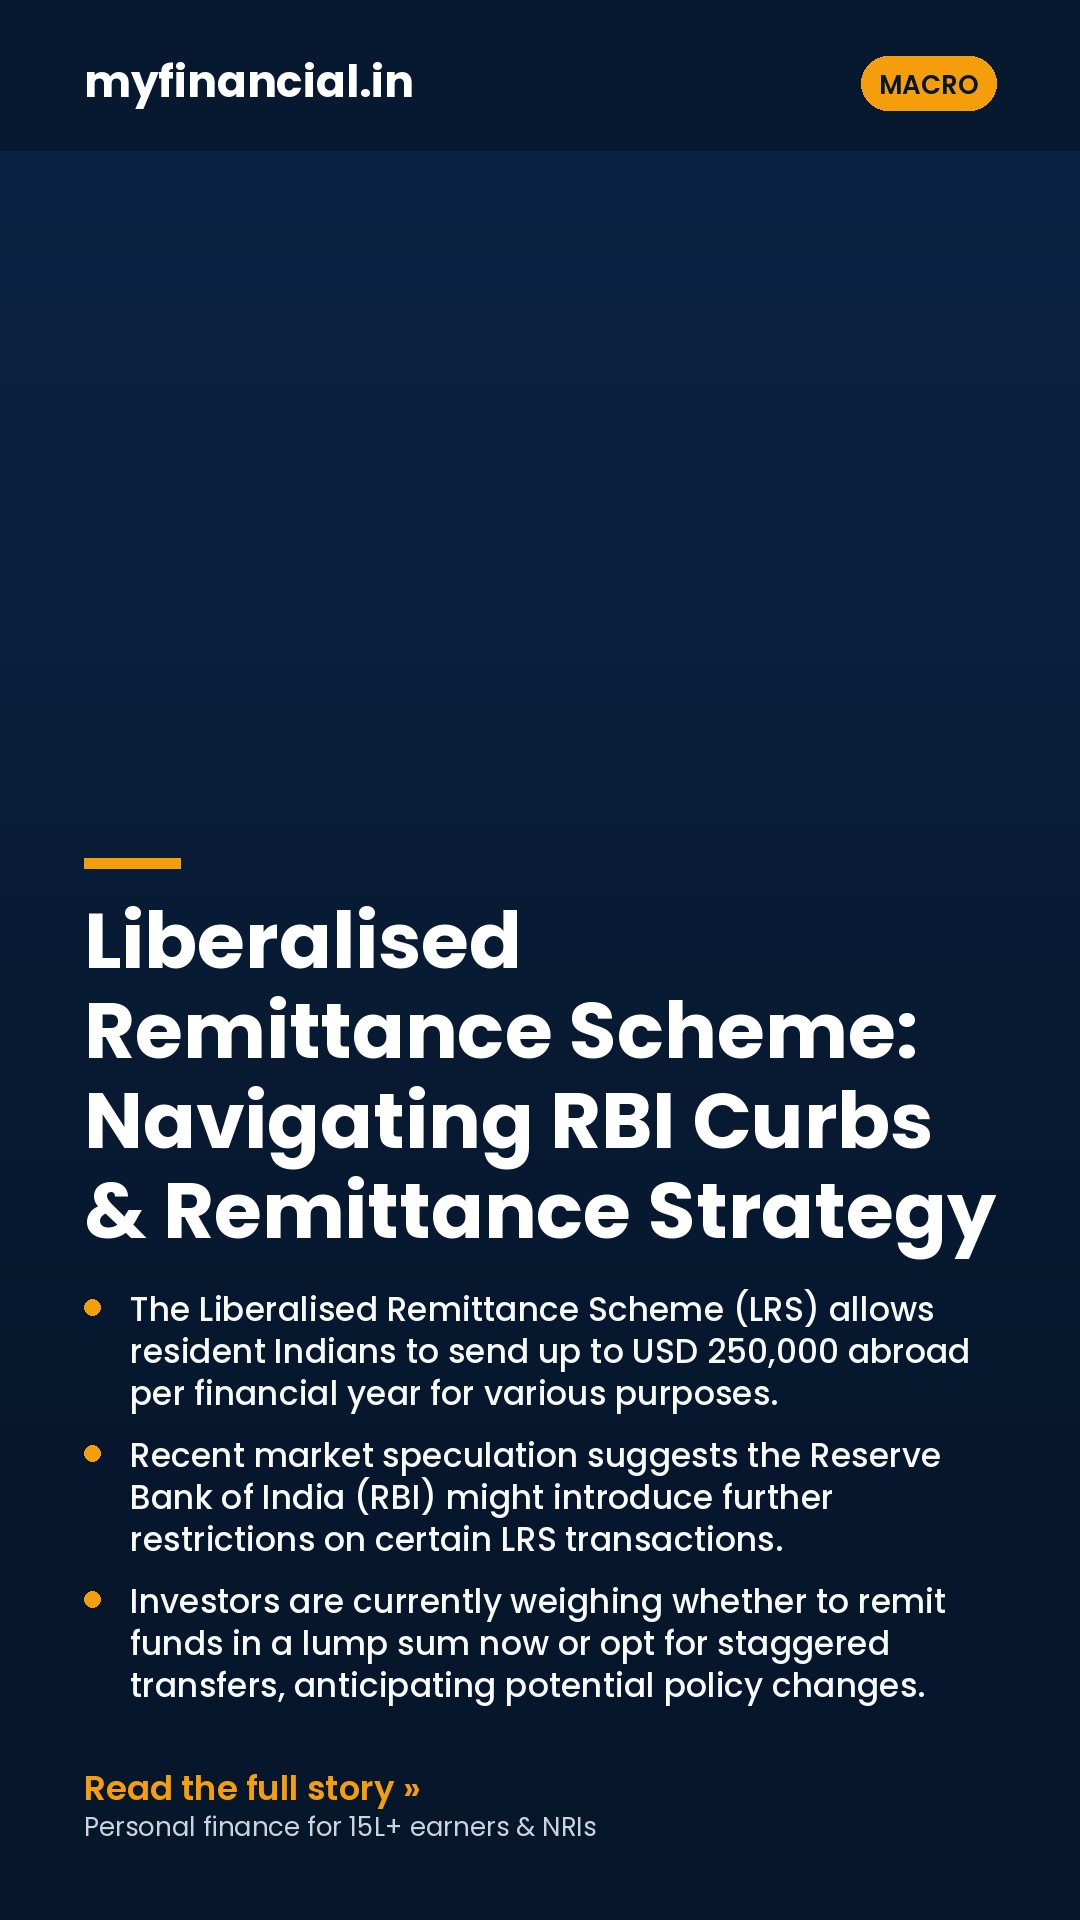 myfinancial.in
MACRO
Liberalised
Remittance Scheme:
Navigating RBI Curbs
& Remittance Strategy
The Liberalised Remittance Scheme (LRS) allows
resident Indians to send up to USD 250,000 abroad
per financial year for various purposes.
Recent market speculation suggests the Reserve
Bank of India (RBI) might introduce further
restrictions on certain LRS transactions.
Investors are currently weighing whether to remit
funds in a lump sum now or opt for staggered
transfers, anticipating potential policy changes.
Read the full story »
Personal finance for 15L+ earners & NRIs